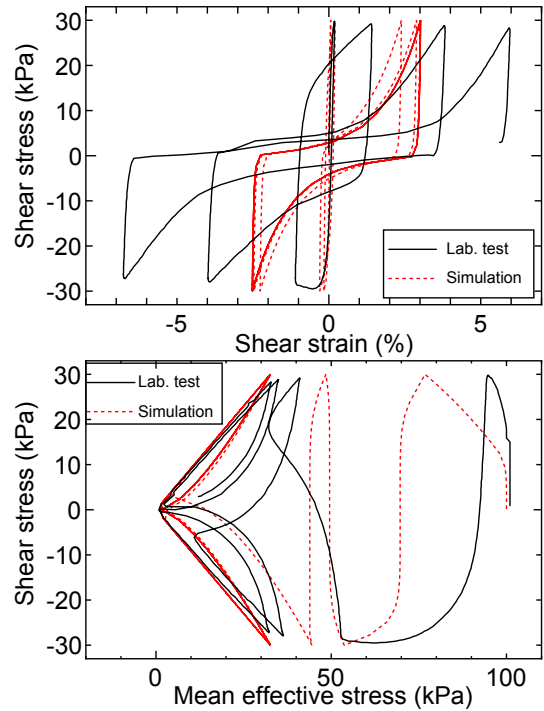 Shear stress (kPa)
30
20
10
0
-10
-20
-30
Lab. test
Simulation
-5
0
5
Shear strain (%)
Shear stress (kPa)
30
20
10
0
-10
-20
-30
Lab. test
Simulation
0
50
100
Mean effective stress (kPa)